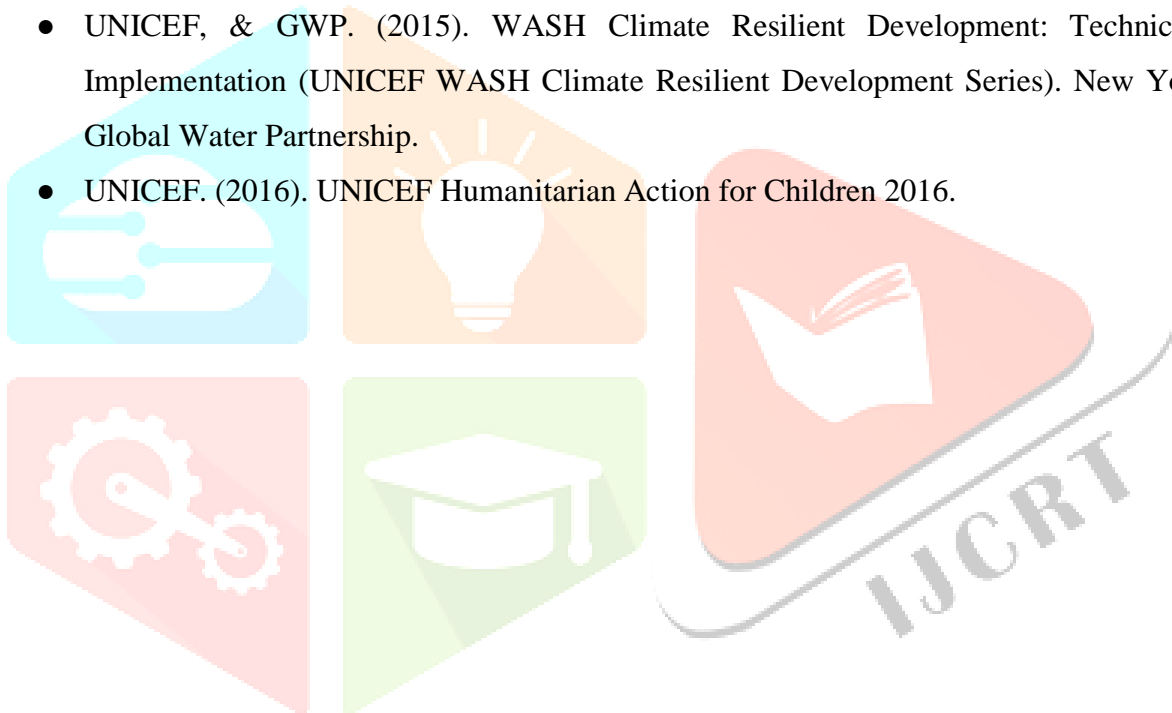 ● UNICEF, & GWP. (2015). WASH Climate Resilient Development: Technic
Implementation (UNICEF WASH Climate Resilient Development Series). New Yo
Global Water Partnership.
● UNICEF. (2016). UNICEF Humanitarian Action for Children 2016.
IJCRT